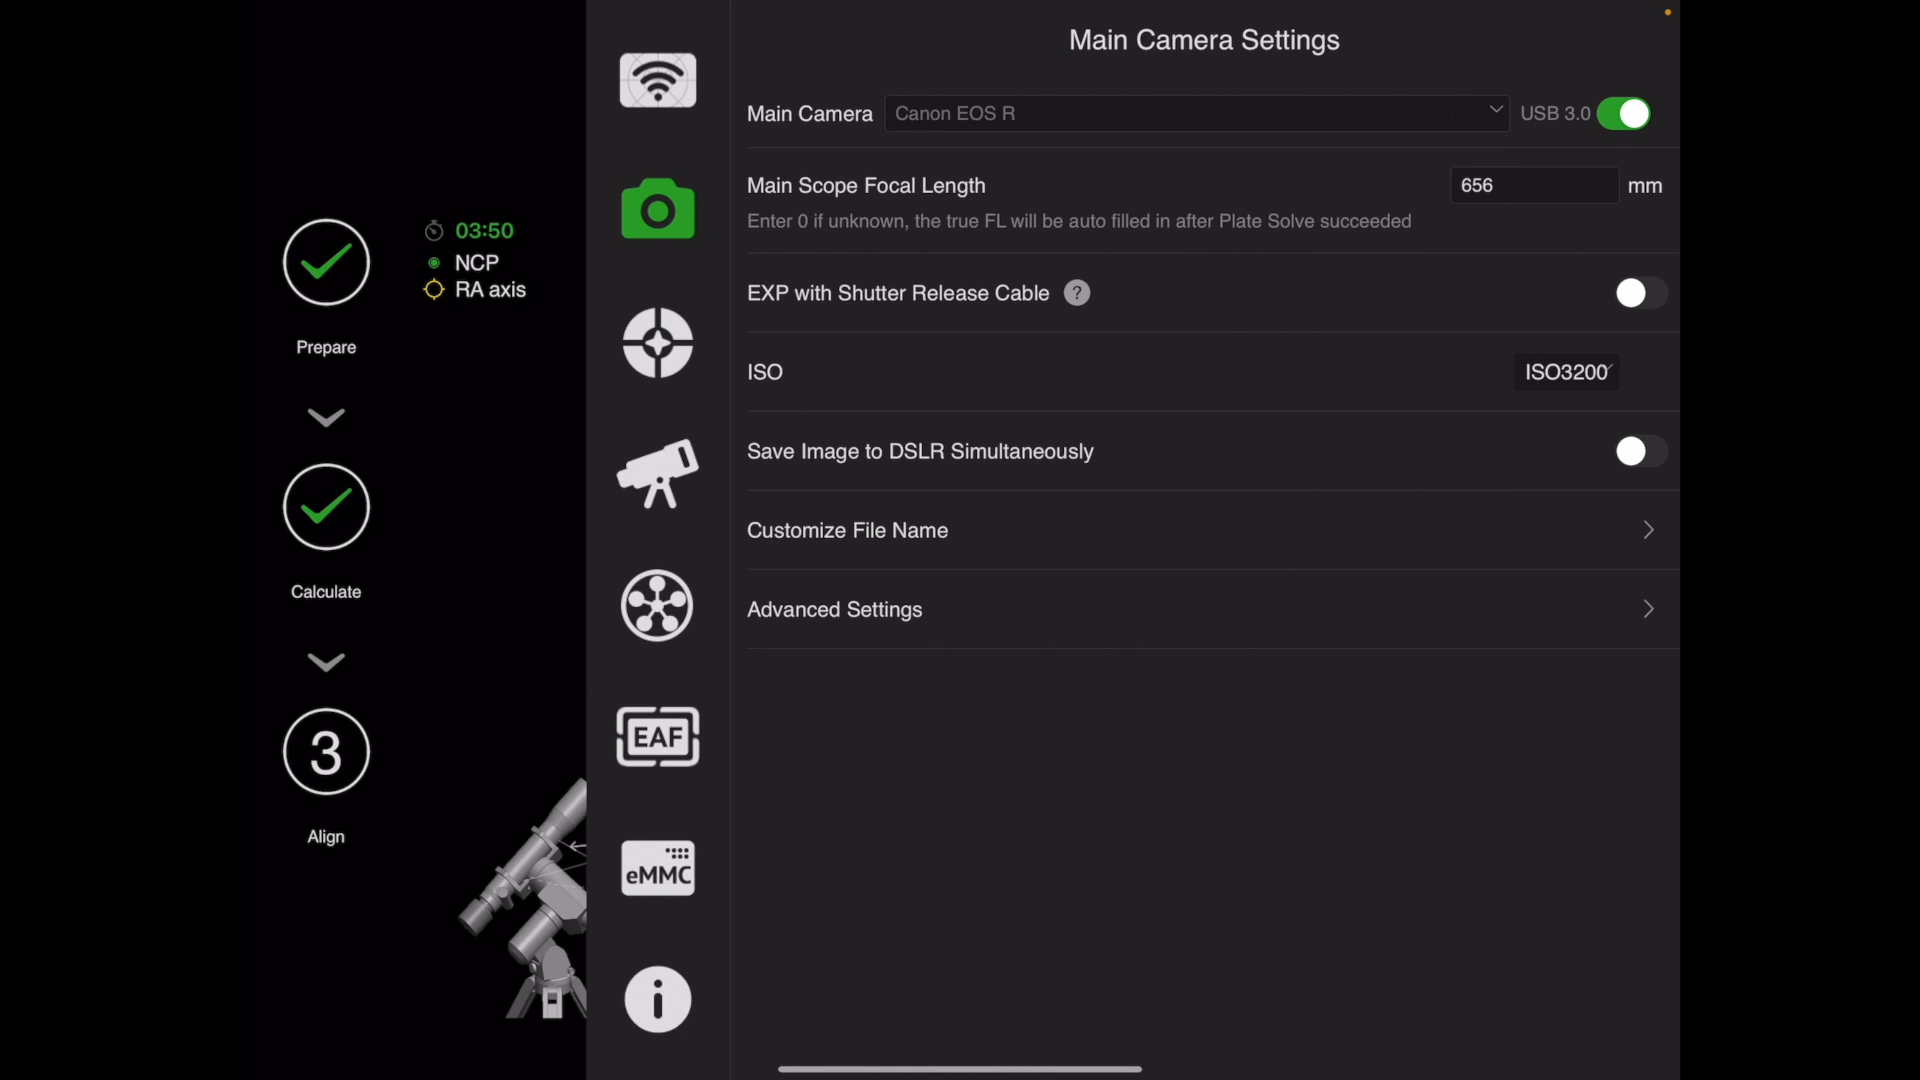 Main Camera Settings
Main Camera Canon EOS R USB 3.0
Main Scope Focal Length 656 mm
Enter 0 if unknown, the true FL will be auto filled in after Plate Solve succeeded
EXP with Shutter Release Cable ?
ISO ISO3200
Save Image to DSLR Simultaneously
Customize File Name
Advanced Settings
03:50
NCP
RA axis
Prepare
Calculate
3
Align
EAF
eMMC
i